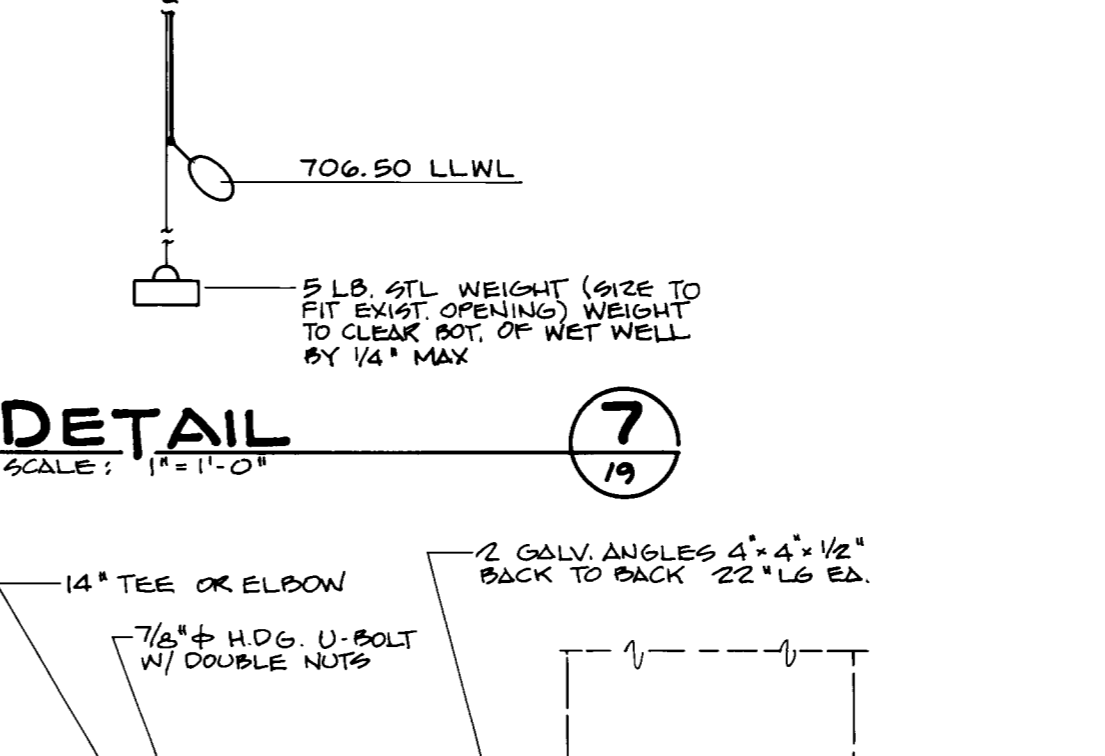 706.50 LLWL
5 LB. STL WEIGHT (SIZE TO
FIT EXIST. OPENING) WEIGHT
TO CLEAR BOT. OF WET WELL
BY 1/4" MAX
DETAIL
SCALE: 1"=1'-0"
7
19
2 GALV. ANGLES 4"x4"x1/2"
BACK TO BACK 22" LG EA.
14" TEE OR ELBOW
7/8"ϕ H.D.G. U-BOLT
W/ DOUBLE NUTS